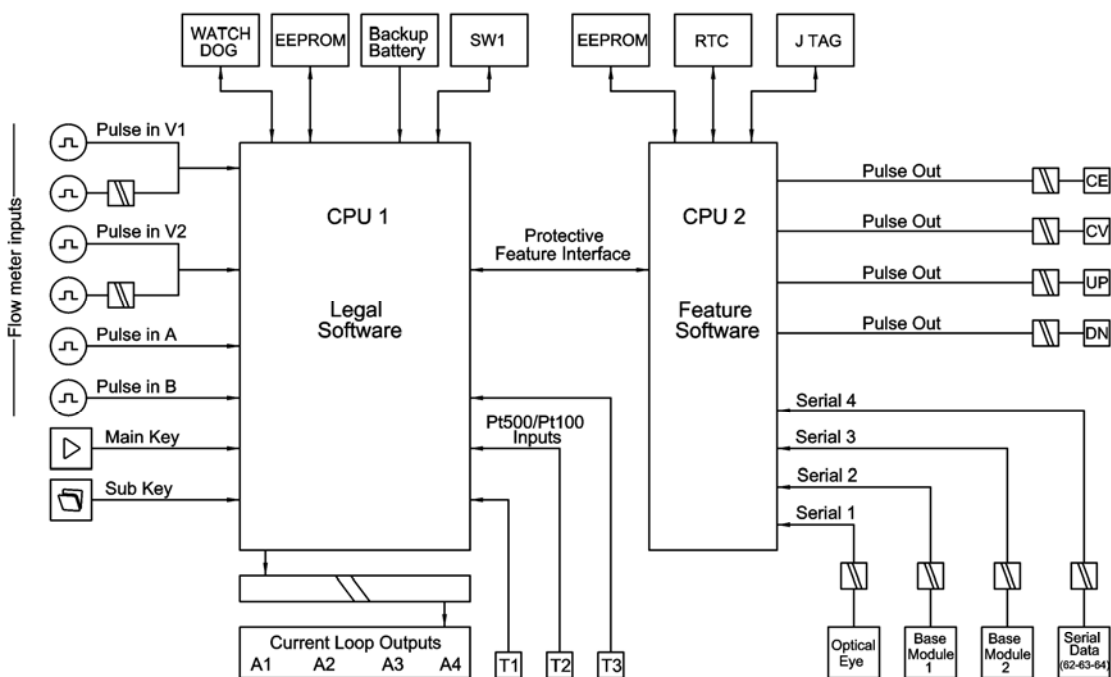 WATCH
DOG
EEPROM
Backup
Battery
SW1
EEPROM
RTC
J TAG
Flow meter inputs
Pulse in V1
Pulse in V2
Pulse in A
Pulse in B
Main Key
Sub Key
CPU 1
Legal
Software
Protective
Feature Interface
Pt500/Pt100
Inputs
CPU 2
Feature
Software
Pulse Out
CE
Pulse Out
CV
Pulse Out
UP
Pulse Out
DN
Serial 4
Serial 3
Serial 2
Serial 1
Current Loop Outputs
A1 A2 A3 A4
T1
T2
T3
Optical
Eye
Base
Module
1
Base
Module
2
Serial
Data
(62-63-64)